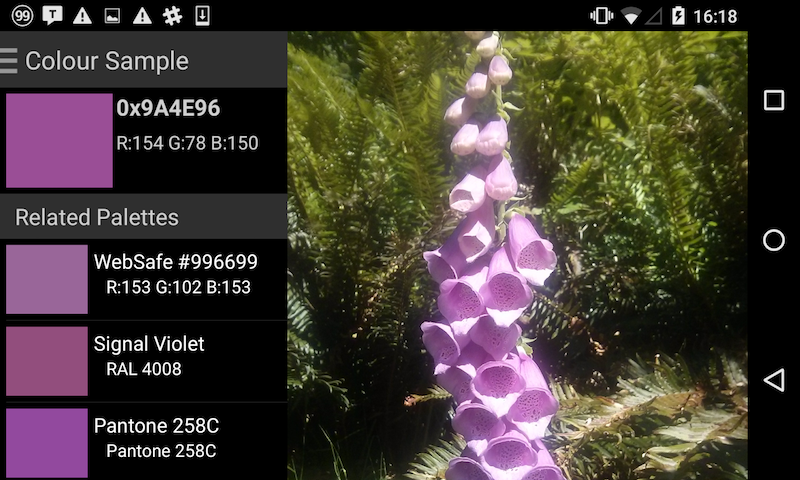 99
T
16:18
Colour Sample
0x9A4E96
R:154 G:78 B:150
Related Palettes
WebSafe #996699
R:153 G:102 B:153
Signal Violet
RAL 4008
Pantone 258C
Pantone 258C